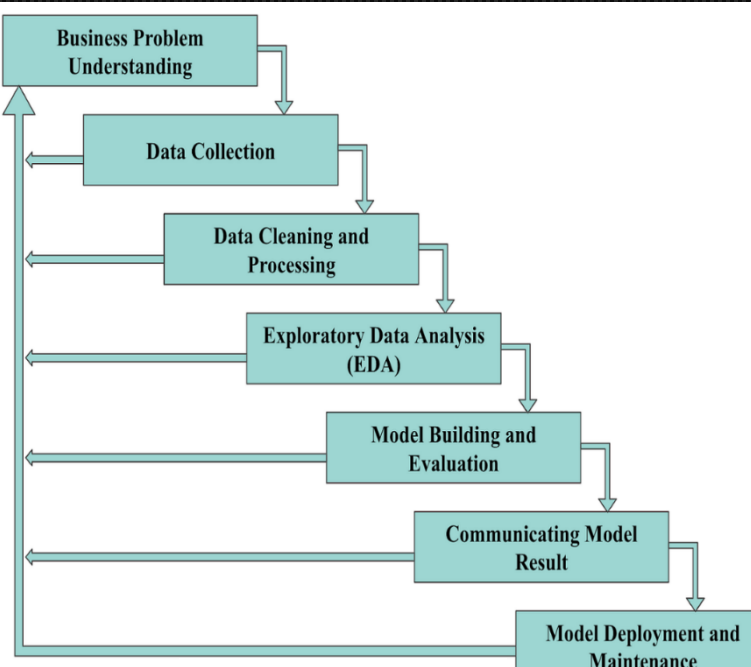 Business Problem
Understanding
Data Collection
Data Cleaning and
Processing
Exploratory Data Analysis
(EDA)
Model Building and
Evaluation
Communicating Model
Result
Model Deployment and
Maintenance